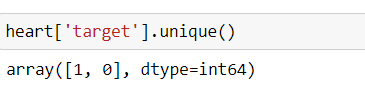 heart['target'].unique()
array([1, 0], dtype=int64)